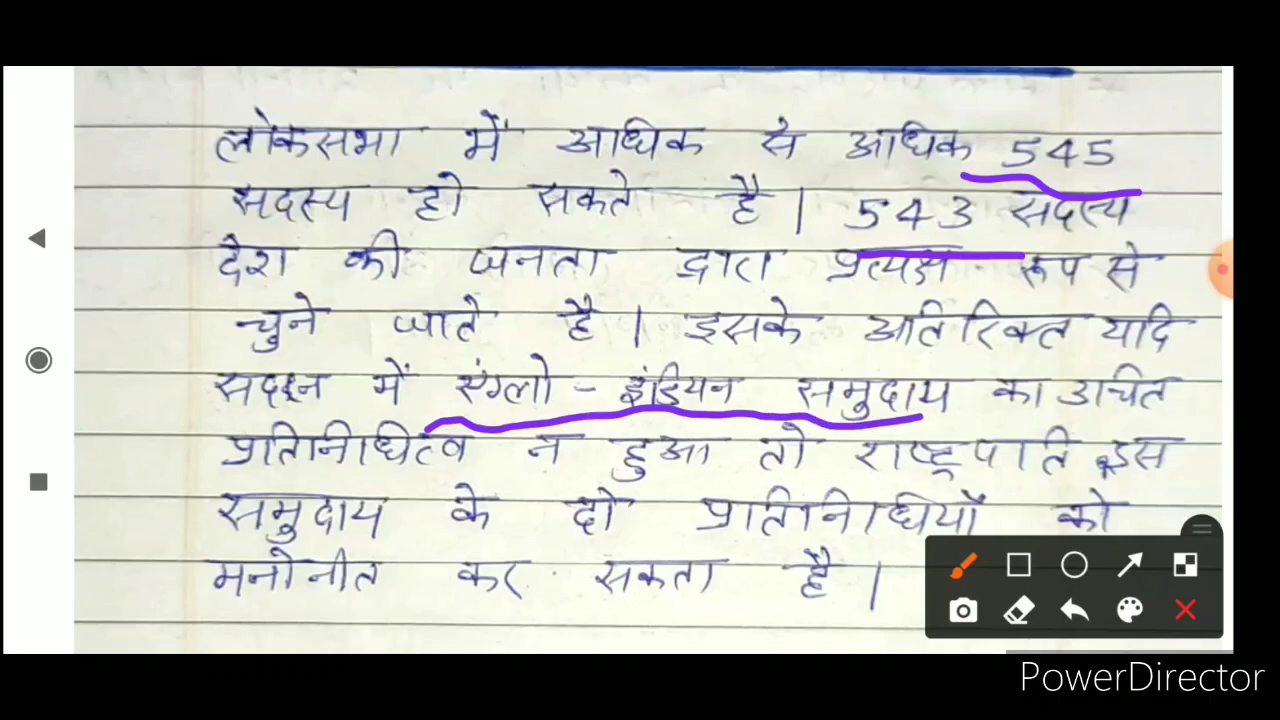 लोकसभा में अधिक से अधिक 545
सदस्य हो सकते है | 543 सदस्य
देश की जनता द्वारा प्रत्यक्ष रूप से
चुने जाते है | इसके अतिरिक्त यदि
सदन में एंग्लो - इंडियन समुदाय का उचित
प्रतिनिधित्व न हुआ तो राष्ट्रपति इस
समुदाय के दो प्रतिनिधियों को
मनोनीत कर सकता है |
PowerDirector